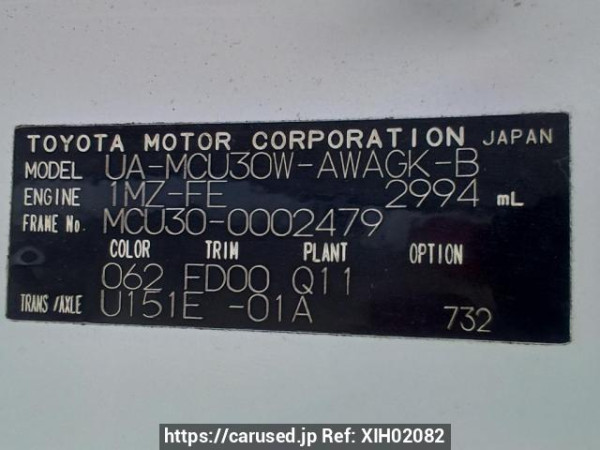 TOYOTA MOTOR CORPORATION JAPAN
MODEL UA-MCU30W-AWAGK-B
ENGINE 1MZ-FE 2994 mL
FRAME No. MCU30-0002479
COLOR TRIM PLANT OPTION
062 FD00 Q11
TRANS/AXLE U151E -01A 732
https://carused.jp Ref: XIH02082